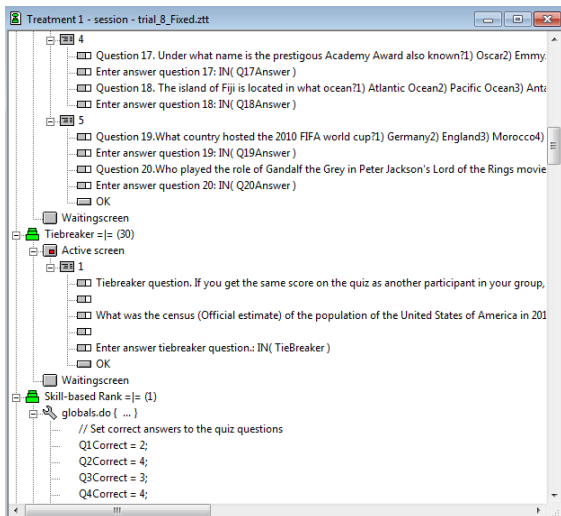 Treatment 1 - session - trial_8_Fixed.ztt
4
Question 17. Under what name is the prestigous Academy Award also known?1) Oscar2) Emmy
Enter answer question 17: IN( Q17Answer )
Question 18. The island of Fiji is located in what ocean?1) Atlantic Ocean2) Pacific Ocean3) Anta
Enter answer question 18: IN( Q18Answer )
5
Question 19.What country hosted the 2010 FIFA world cup?1) Germany2) England3) Morocco4)
Enter answer question 19: IN( Q19Answer )
Question 20.Who played the role of Gandalf the Grey in Peter Jackson's Lord of the Rings movie
Enter answer question 20: IN( Q20Answer )
OK
Waitingscreen
Tiebreaker =|= (30)
Active screen
1
Tiebreaker question. If you get the same score on the quiz as another participant in your group,
What was the census (Official estimate) of the population of the United States of America in 201
Enter answer tiebreaker question.: IN( TieBreaker )
OK
Waitingscreen
Skill-based Rank =|= (1)
globals.do { ... }
// Set correct answers to the quiz questions
Q1Correct = 2;
Q2Correct = 4;
Q3Correct = 3;
Q4Correct = 4;